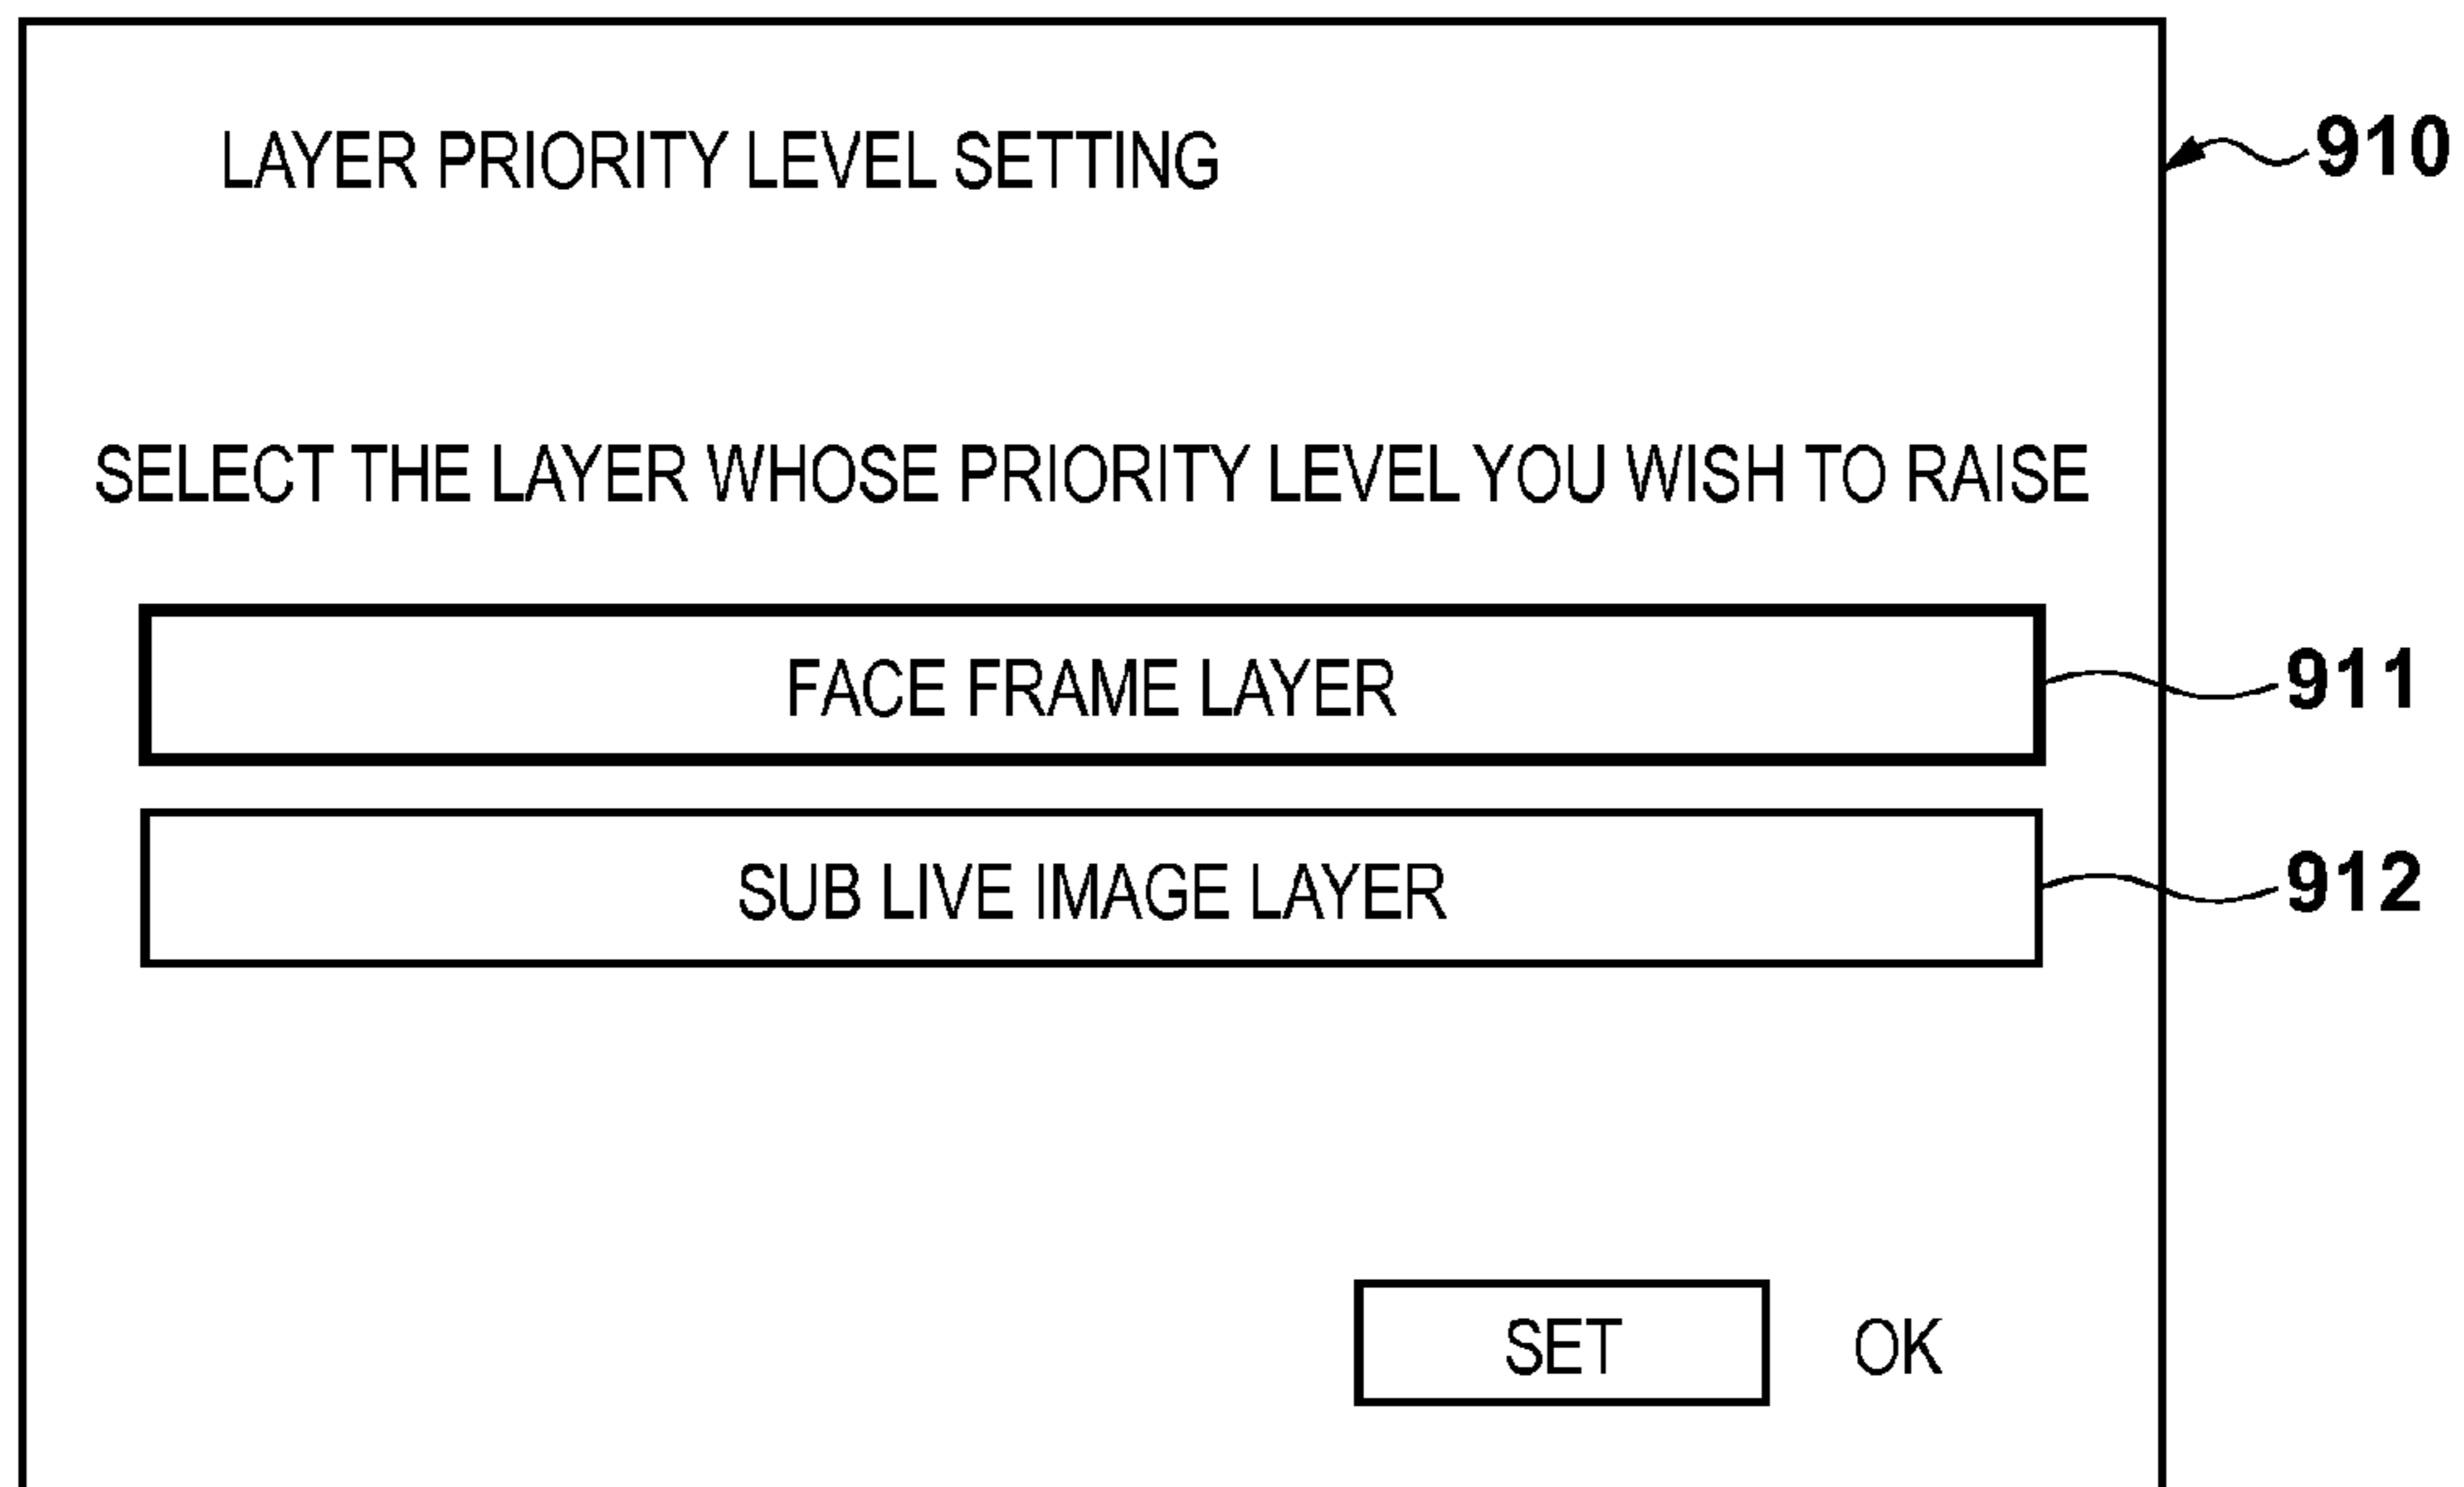 LAYER PRIORITY LEVEL SETTING
910
SELECT THE LAYER WHOSE PRIORITY LEVEL YOU WISH TO RAISE
FACE FRAME LAYER
911
SUB LIVE IMAGE LAYER
912
SET OK